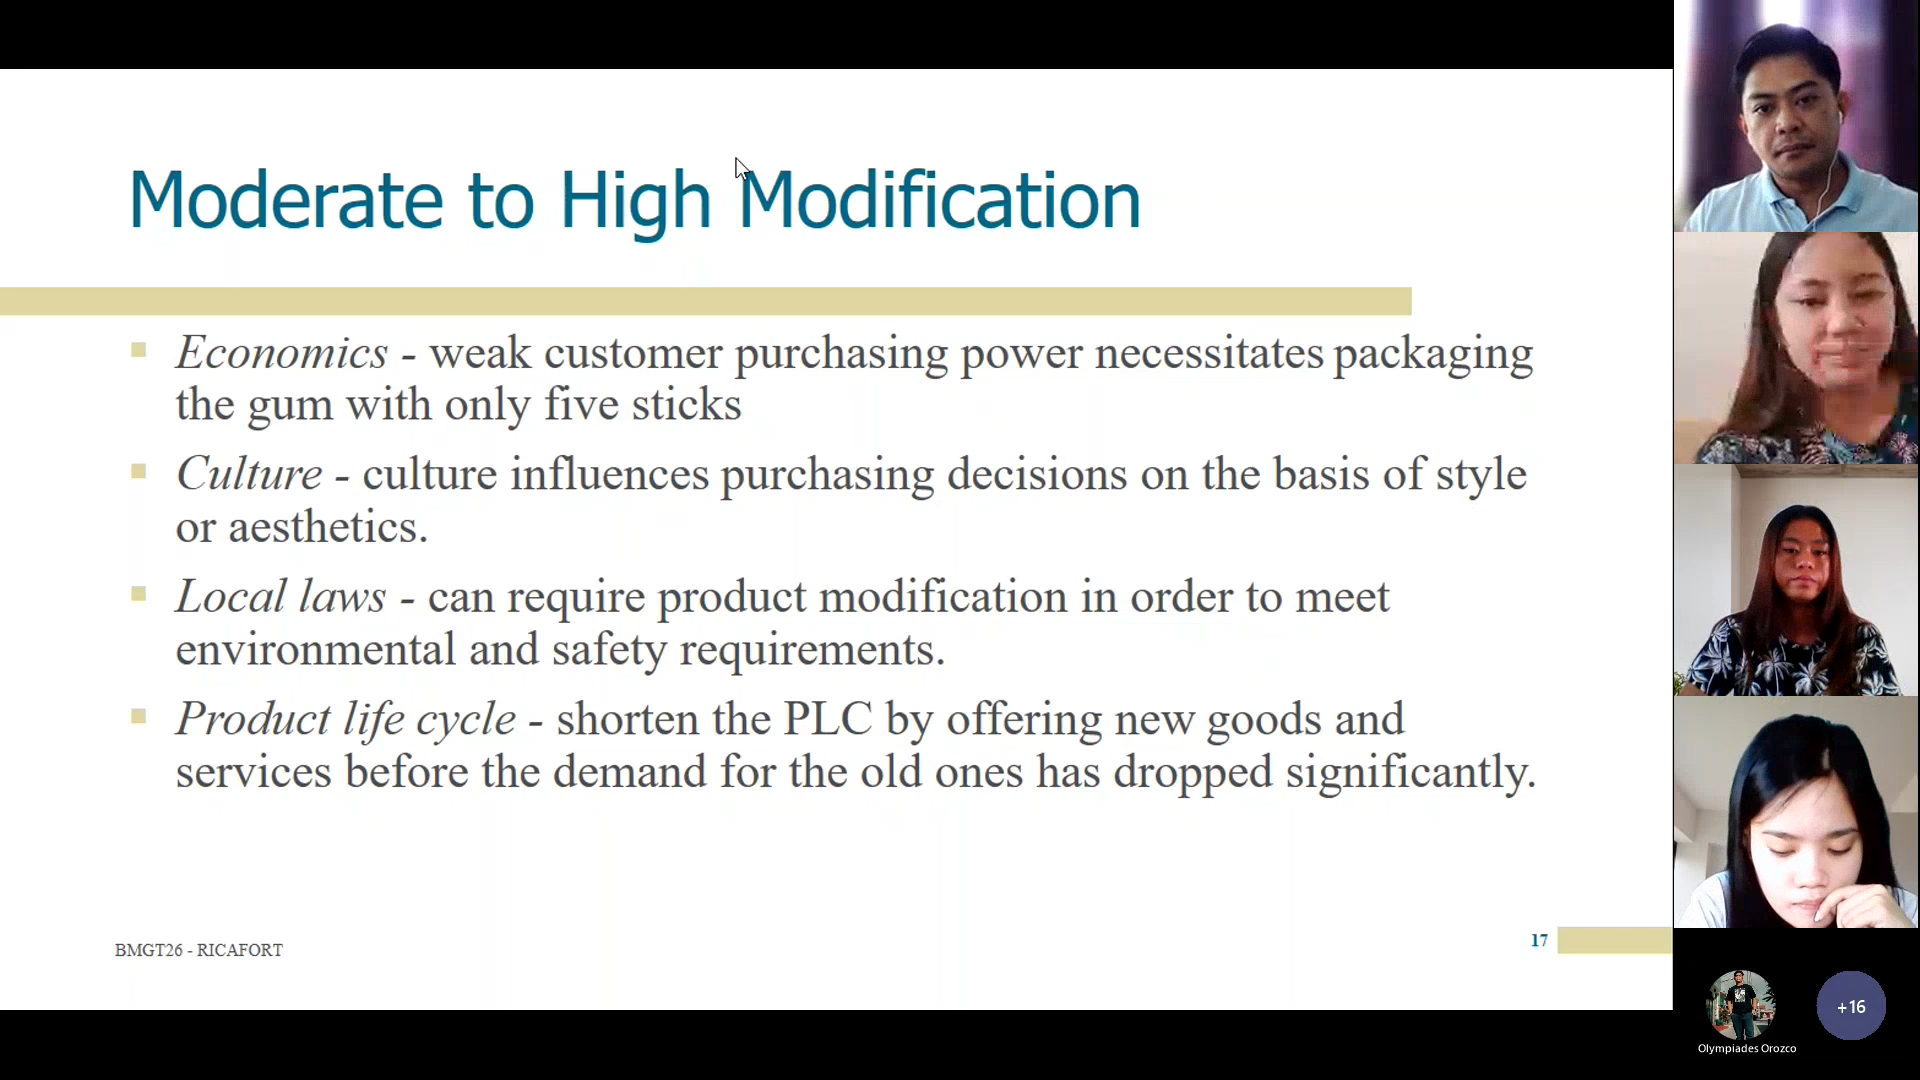 Moderate to High Modification
Economics - weak customer purchasing power necessitates packaging
the gum with only five sticks
Culture - culture influences purchasing decisions on the basis of style
or aesthetics.
Local laws - can require product modification in order to meet
environmental and safety requirements.
Product life cycle - shorten the PLC by offering new goods and
services before the demand for the old ones has dropped significantly.
BMGT26 - RICAFORT
17
+16
Olympiades Orozco